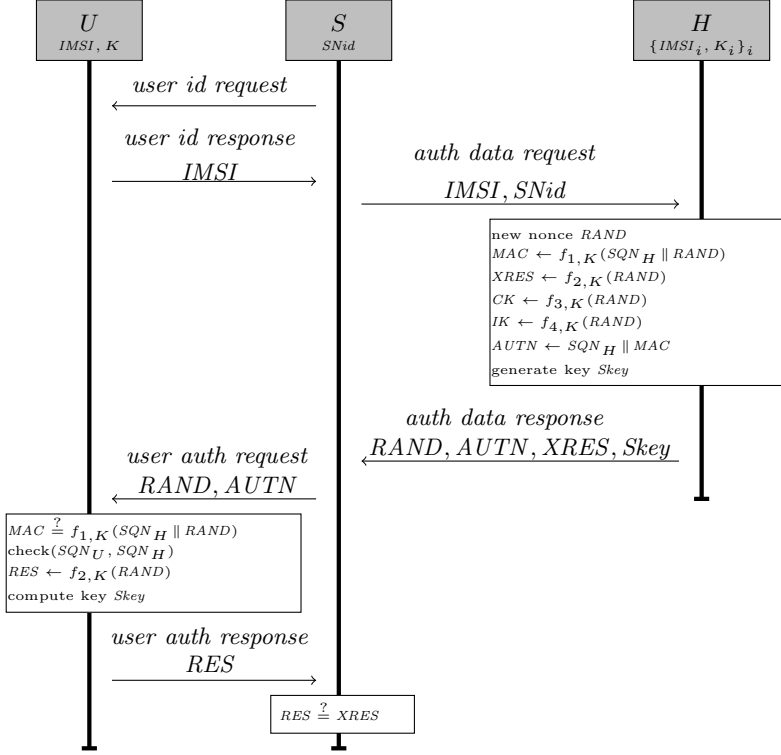 U
IMSI, K
S
SNid
H
{IMSI_i, K_i}_i
user id request
user id response
IMSI
auth data request
IMSI, SNid
new nonce RAND
MAC ← f_{1,K}(SQN_H ∥ RAND)
XRES ← f_{2,K}(RAND)
CK ← f_{3,K}(RAND)
IK ← f_{4,K}(RAND)
AUTN ← SQN_H ∥ MAC
generate key Skey
auth data response
RAND, AUTN, XRES, Skey
user auth request
RAND, AUTN
MAC ≟ f_{1,K}(SQN_H ∥ RAND)
check(SQN_U, SQN_H)
RES ← f_{2,K}(RAND)
compute key Skey
user auth response
RES
RES ≟ XRES